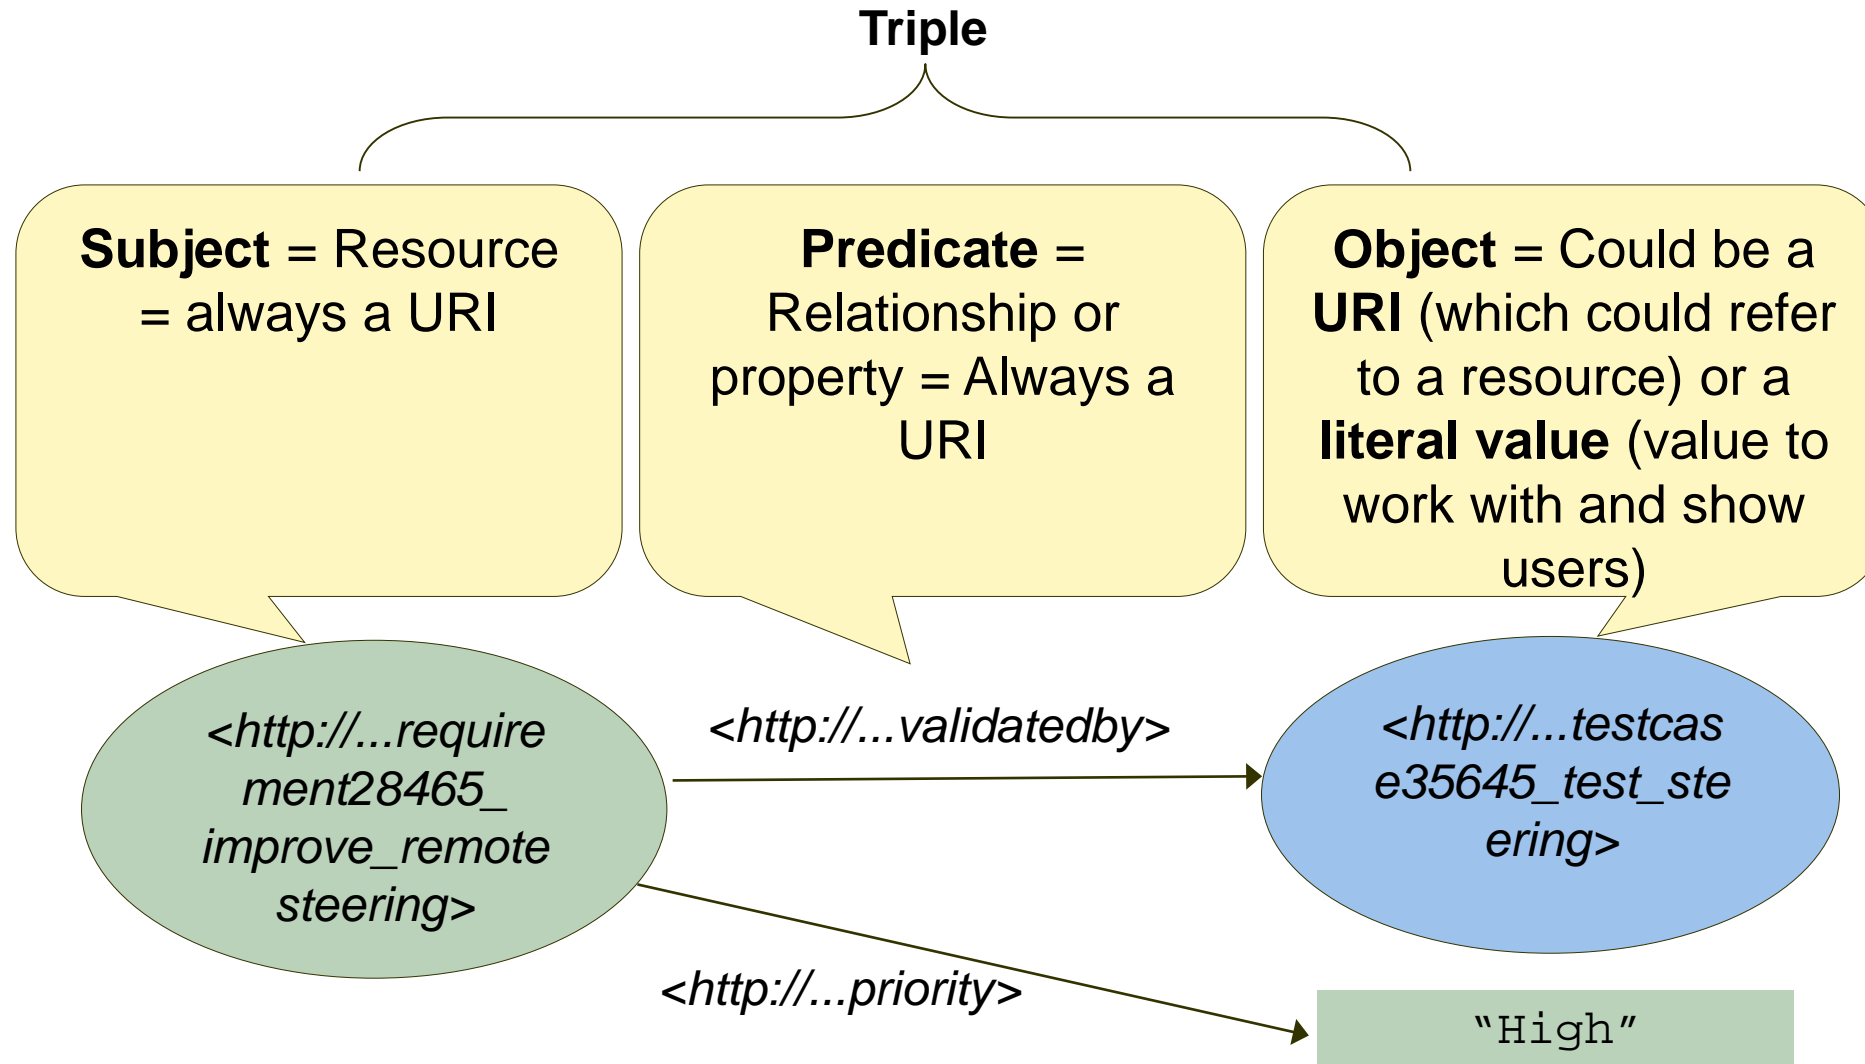 Triple
Subject = Resource
= always a URI
Predicate =
Relationship or
property = Always a
URI
Object = Could be a
URI (which could refer
to a resource) or a
literal value (value to
work with and show
users)
<http://...require
ment28465_
improve_remote
steering>
<http://...validatedby>
<http://...testcas
e35645_test_ste
ering>
<http://...priority>
“High”